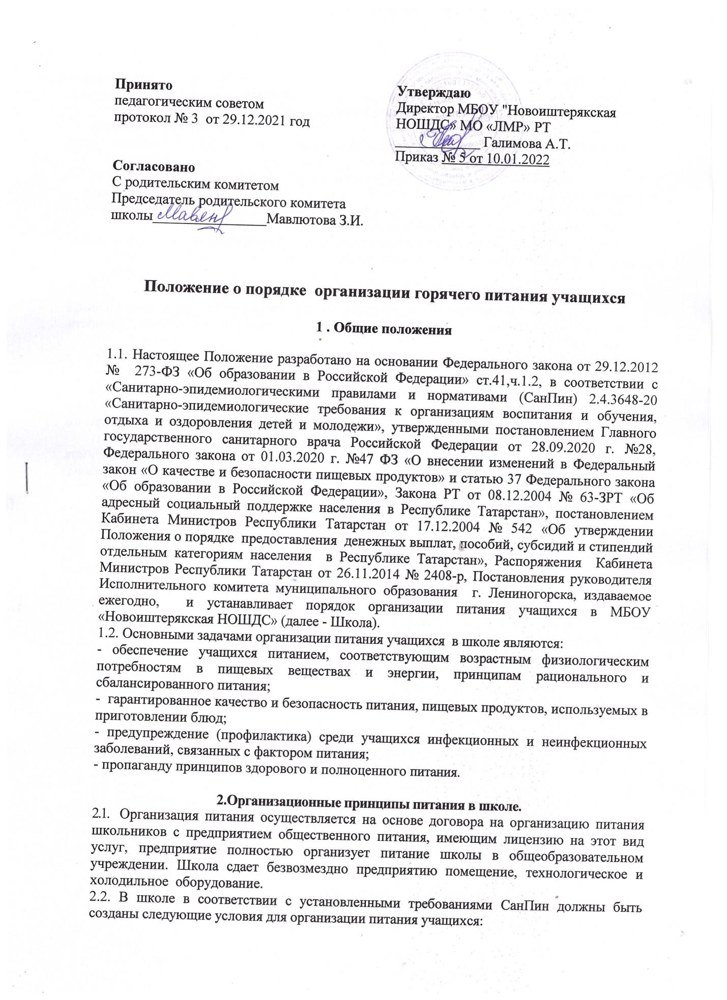 Принято
педагогическим советом
протокол № 3  от 29.12.2021 год
Утверждаю
Директор МБОУ "Новоиштерякская
НОШДС» МО «ЛМР» РТ
____________ Галимова А.Т.
Приказ № 5 от 10.01.2022
Согласовано
С родительским комитетом
Председатель родительского комитета
школы________________Мавлютова З.И.
Положение о порядке  организации горячего питания учащихся
1 . Общие положения
1.1. Настоящее Положение разработано на основании Федерального закона от 29.12.2012
№ 273-ФЗ «Об образовании в Российской Федерации» ст.41,ч.1.2, в соответствии с
«Санитарно-эпидемиологическими правилами и нормативами (СанПин) 2.4.3648-20
«Санитарно-эпидемиологические требования к организациям воспитания и обучения,
отдыха и оздоровления детей и молодежи», утвержденными постановлением Главного
государственного санитарного врача Российской Федерации от 28.09.2020 г. №28,
Федерального закона от 01.03.2020 г. №47 ФЗ «О внесении изменений в Федеральный
закон «О качестве и безопасности пищевых продуктов» и статью 37 Федерального закона
«Об образовании в Российской Федерации», Закона РТ от 08.12.2004 № 63-ЗРТ «Об
адресный социальный поддержке населения в Республике Татарстан», постановлением
Кабинета Министров Республики Татарстан от 17.12.2004 № 542 «Об утверждении
Положения о порядке  предоставления  денежных выплат, пособий, субсидий и стипендий
отдельным категориям населения  в Республике Татарстан», Распоряжения  Кабинета
Министров Республики Татарстан от 26.11.2014 № 2408-р, Постановления руководителя
Исполнительного комитета муниципального образования  г. Лениногорска, издаваемое
ежегодно,  и устанавливает порядок организации питания учащихся в МБОУ
«Новоиштерякская НОШДС» (далее - Школа).
1.2. Основными задачами организации питания учащихся  в школе являются:
- обеспечение учащихся питанием, соответствующим возрастным физиологическим
потребностям в пищевых веществах и энергии, принципам рационального и
сбалансированного питания;
-  гарантированное качество и безопасность питания, пищевых продуктов, используемых в
приготовлении блюд;
- предупреждение (профилактика) среди учащихся инфекционных и неинфекционных
заболеваний, связанных с фактором питания;
- пропаганду принципов здорового и полноценного питания.
2.Организационные принципы питания в школе.
2.1. Организация питания осуществляется на основе договора на организацию питания
школьников с предприятием общественного питания, имеющим лицензию на этот вид
услуг, предприятие полностью организует питание школы в общеобразовательном
учреждении. Школа сдает безвозмездно предприятию помещение, технологическое и
холодильное  оборудование.
2.2. В школе в соответствии с установленными требованиями СанПин должны быть
созданы следующие условия для организации питания учащихся: